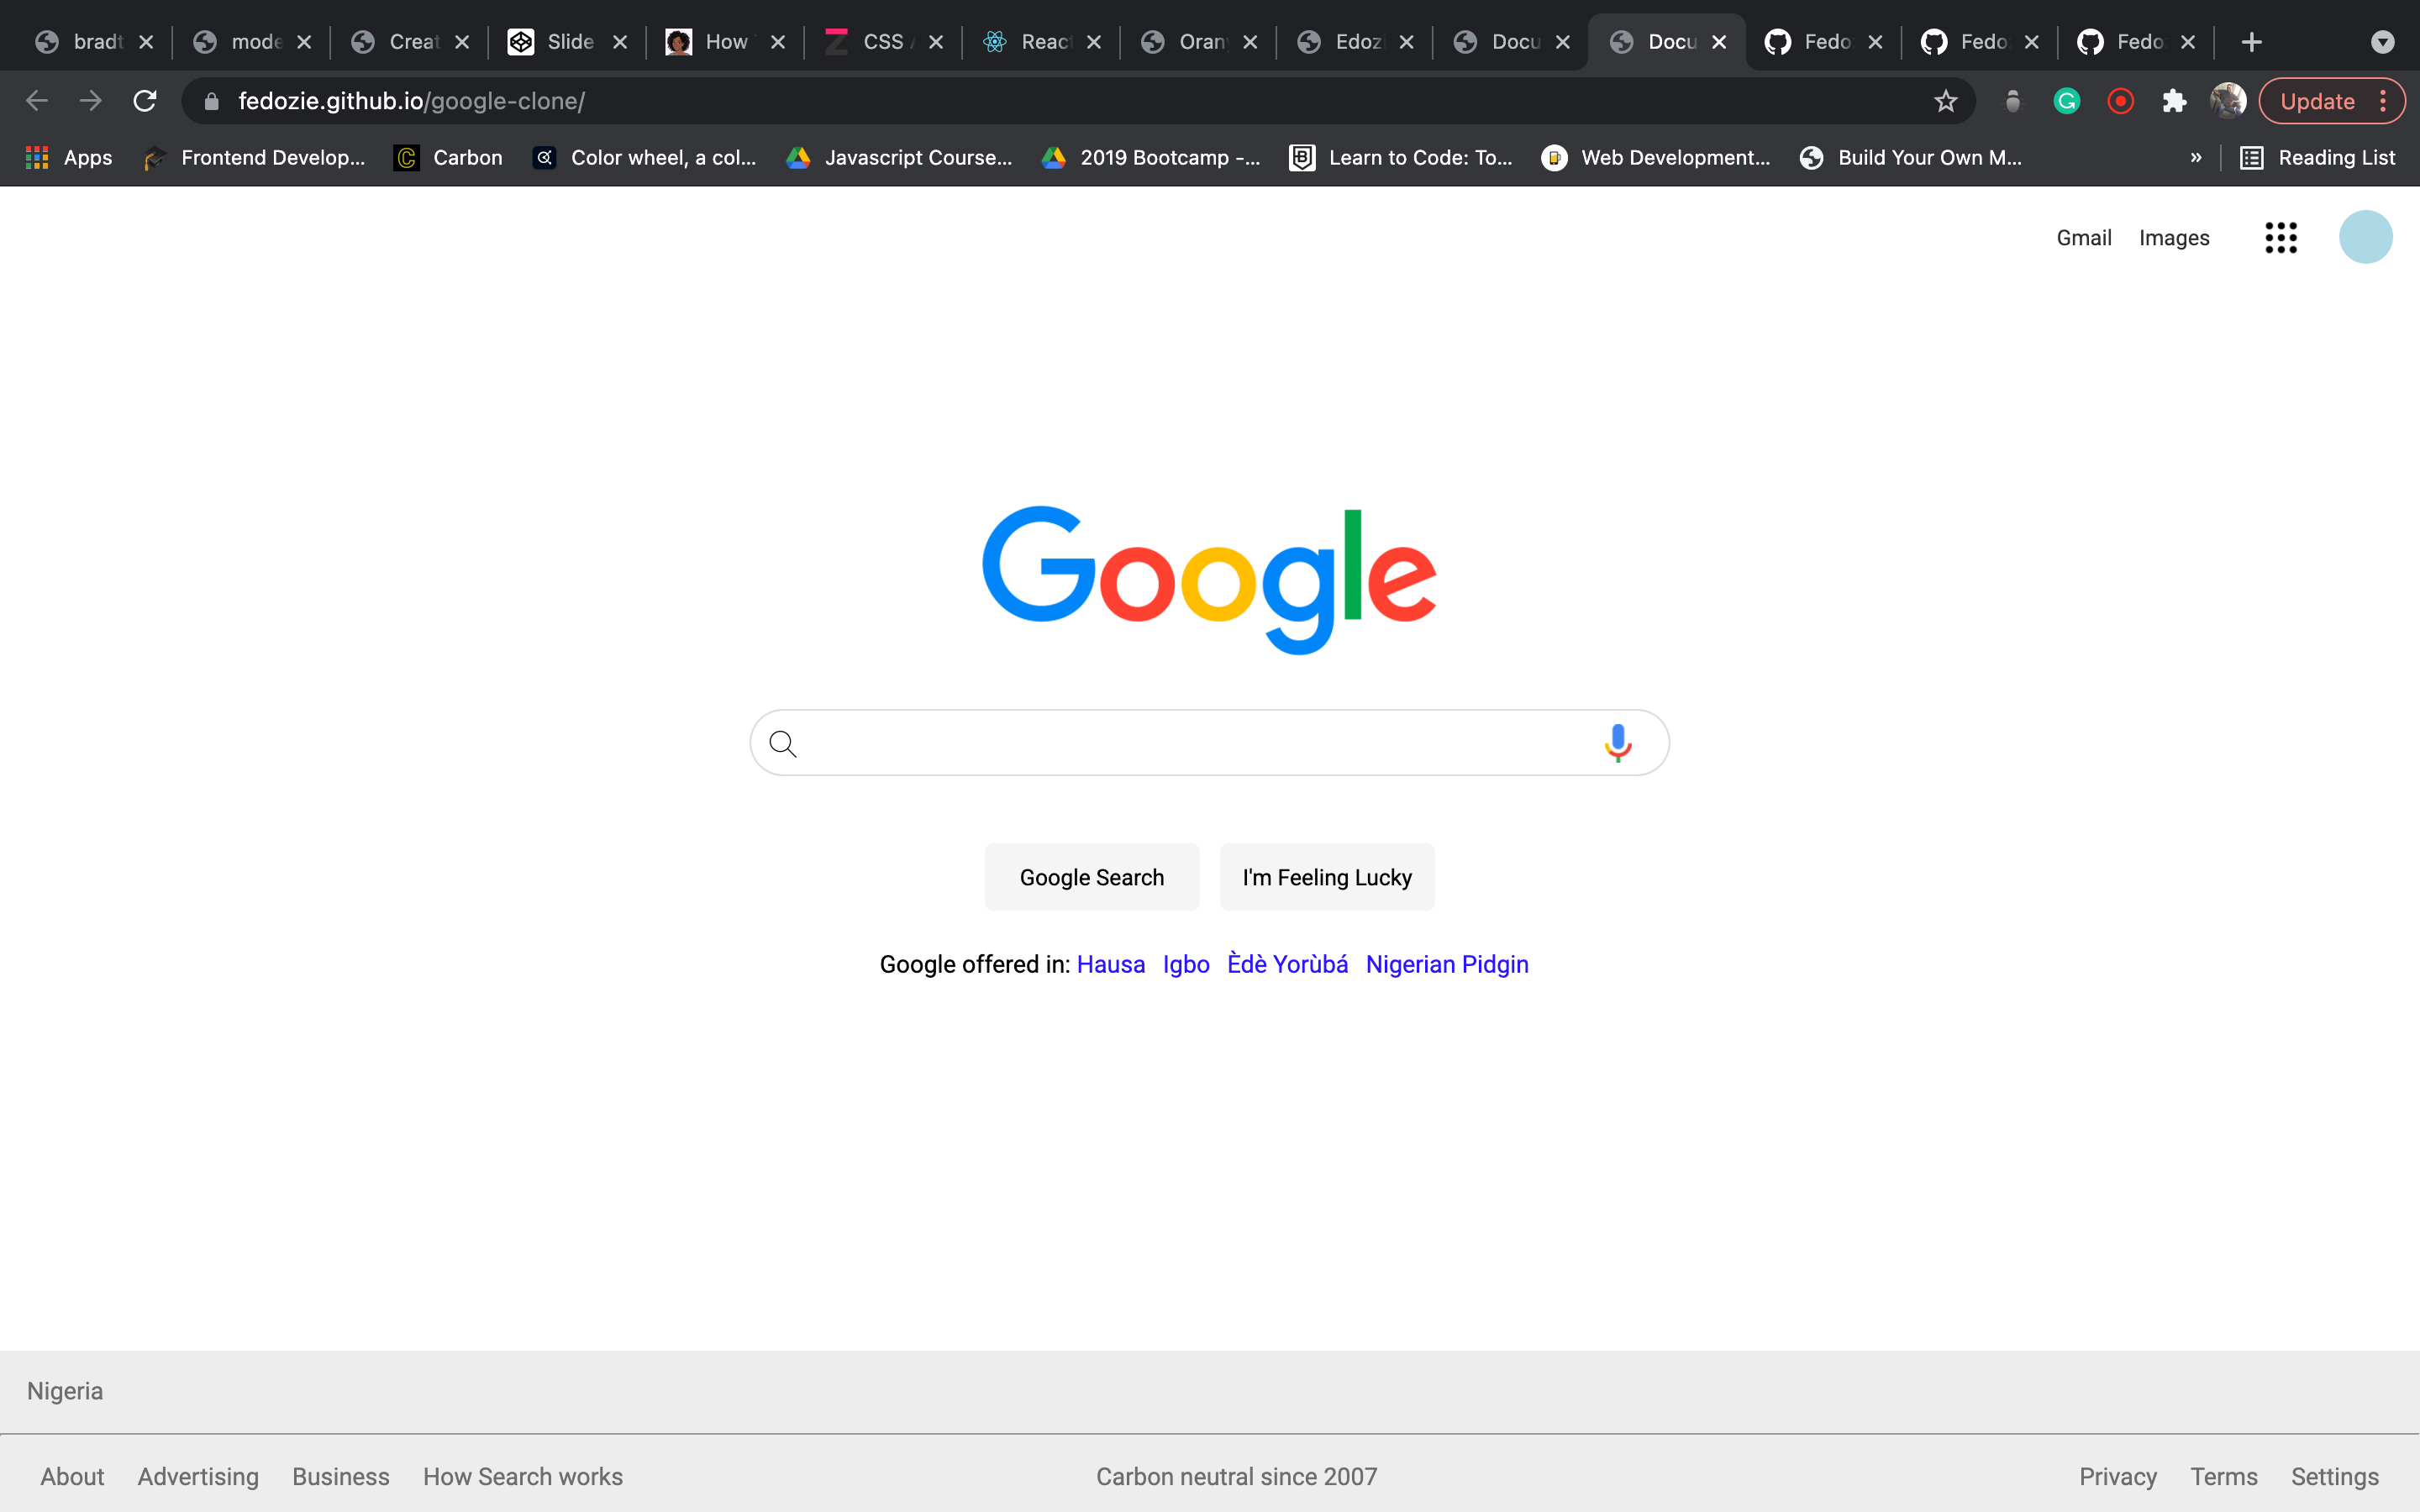 bradt mode Creat Slide How CSS React Oran Edozi Docu Docu Fedo Fedo Fedo
fedozie.github.io/google-clone/ Update
Apps Frontend Develop... Carbon Color wheel, a col... Javascript Course... 2019 Bootcamp -... Learn to Code: To... Web Development... Build Your Own M... » Reading List
Gmail Images
Google
Google Search I'm Feeling Lucky
Google offered in: Hausa Igbo Èdè Yorùbá Nigerian Pidgin
Nigeria
About Advertising Business How Search works Carbon neutral since 2007 Privacy Terms Settings